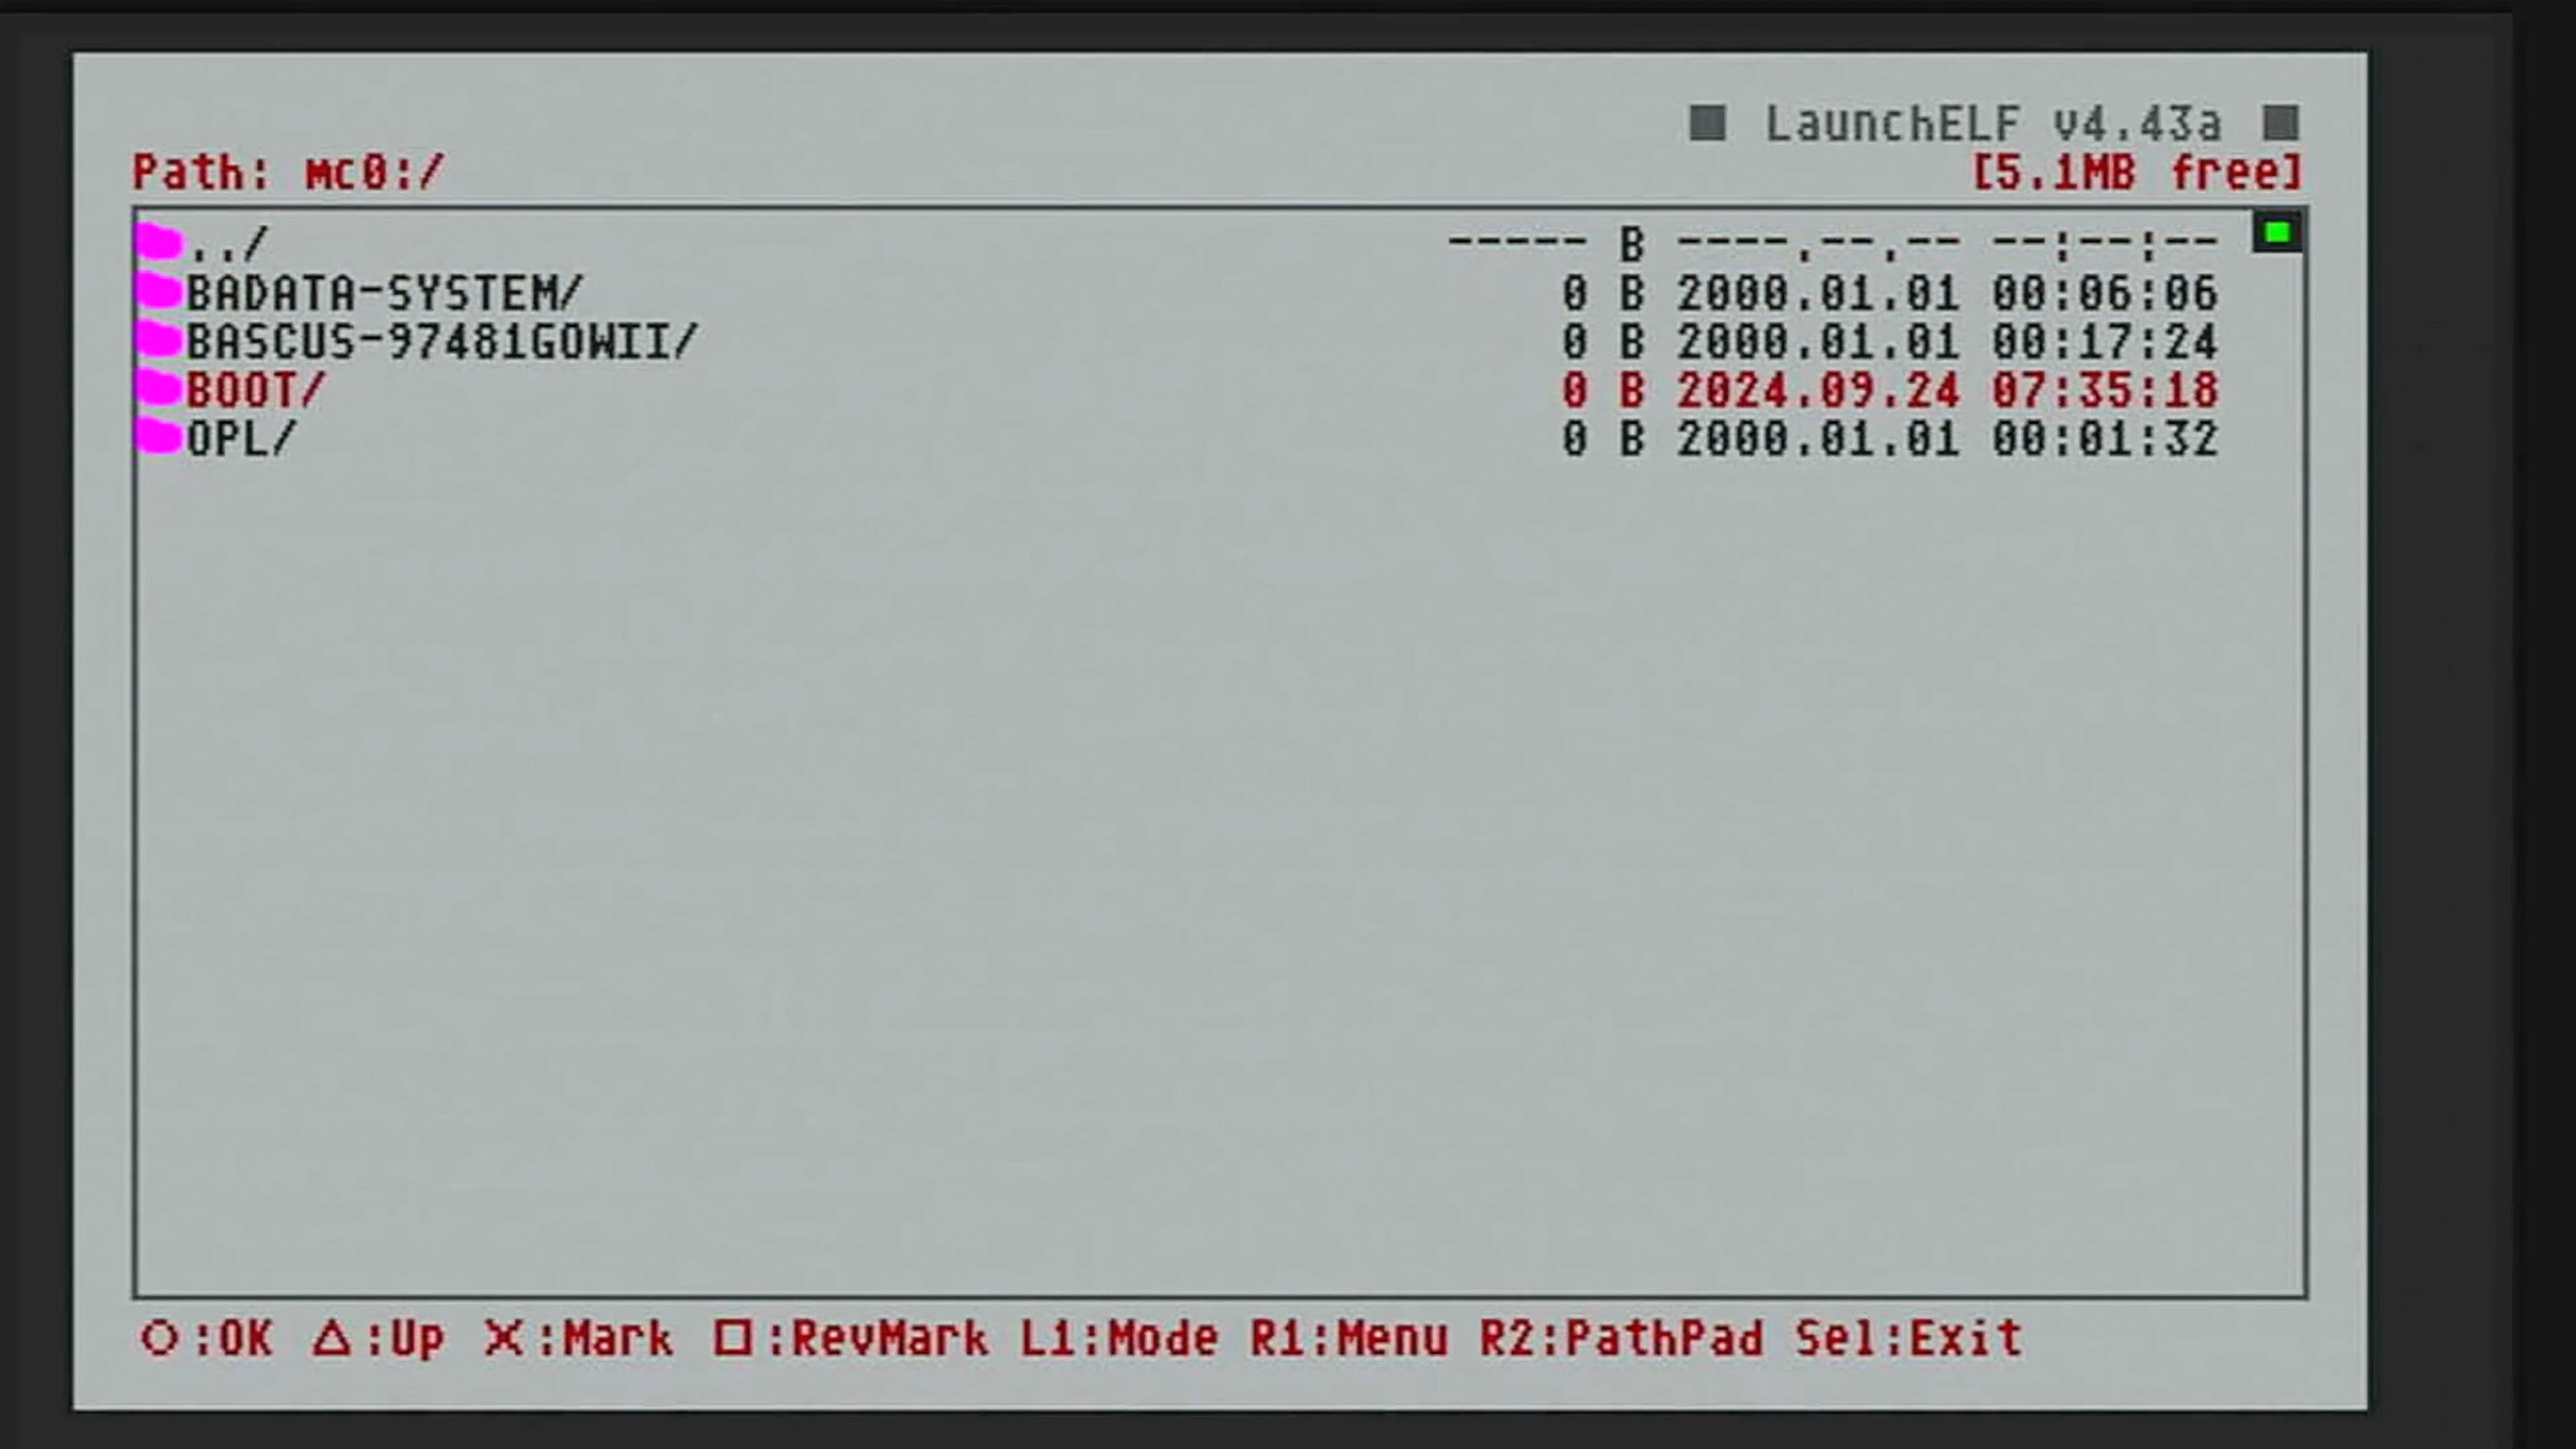 LaunchELF v4.43a
Path: mc0:/ [5.1MB free]
../ ----- B ----.--.-- --:--:--
BADATA-SYSTEM/ 0 B 2000.01.01 00:06:06
BASCUS-97481GOWII/ 0 B 2000.01.01 00:17:24
BOOT/ 0 B 2024.09.24 07:35:18
OPL/ 0 B 2000.01.01 00:01:32
○:OK △:Up ✕:Mark □:RevMark L1:Mode R1:Menu R2:PathPad Sel:Exit